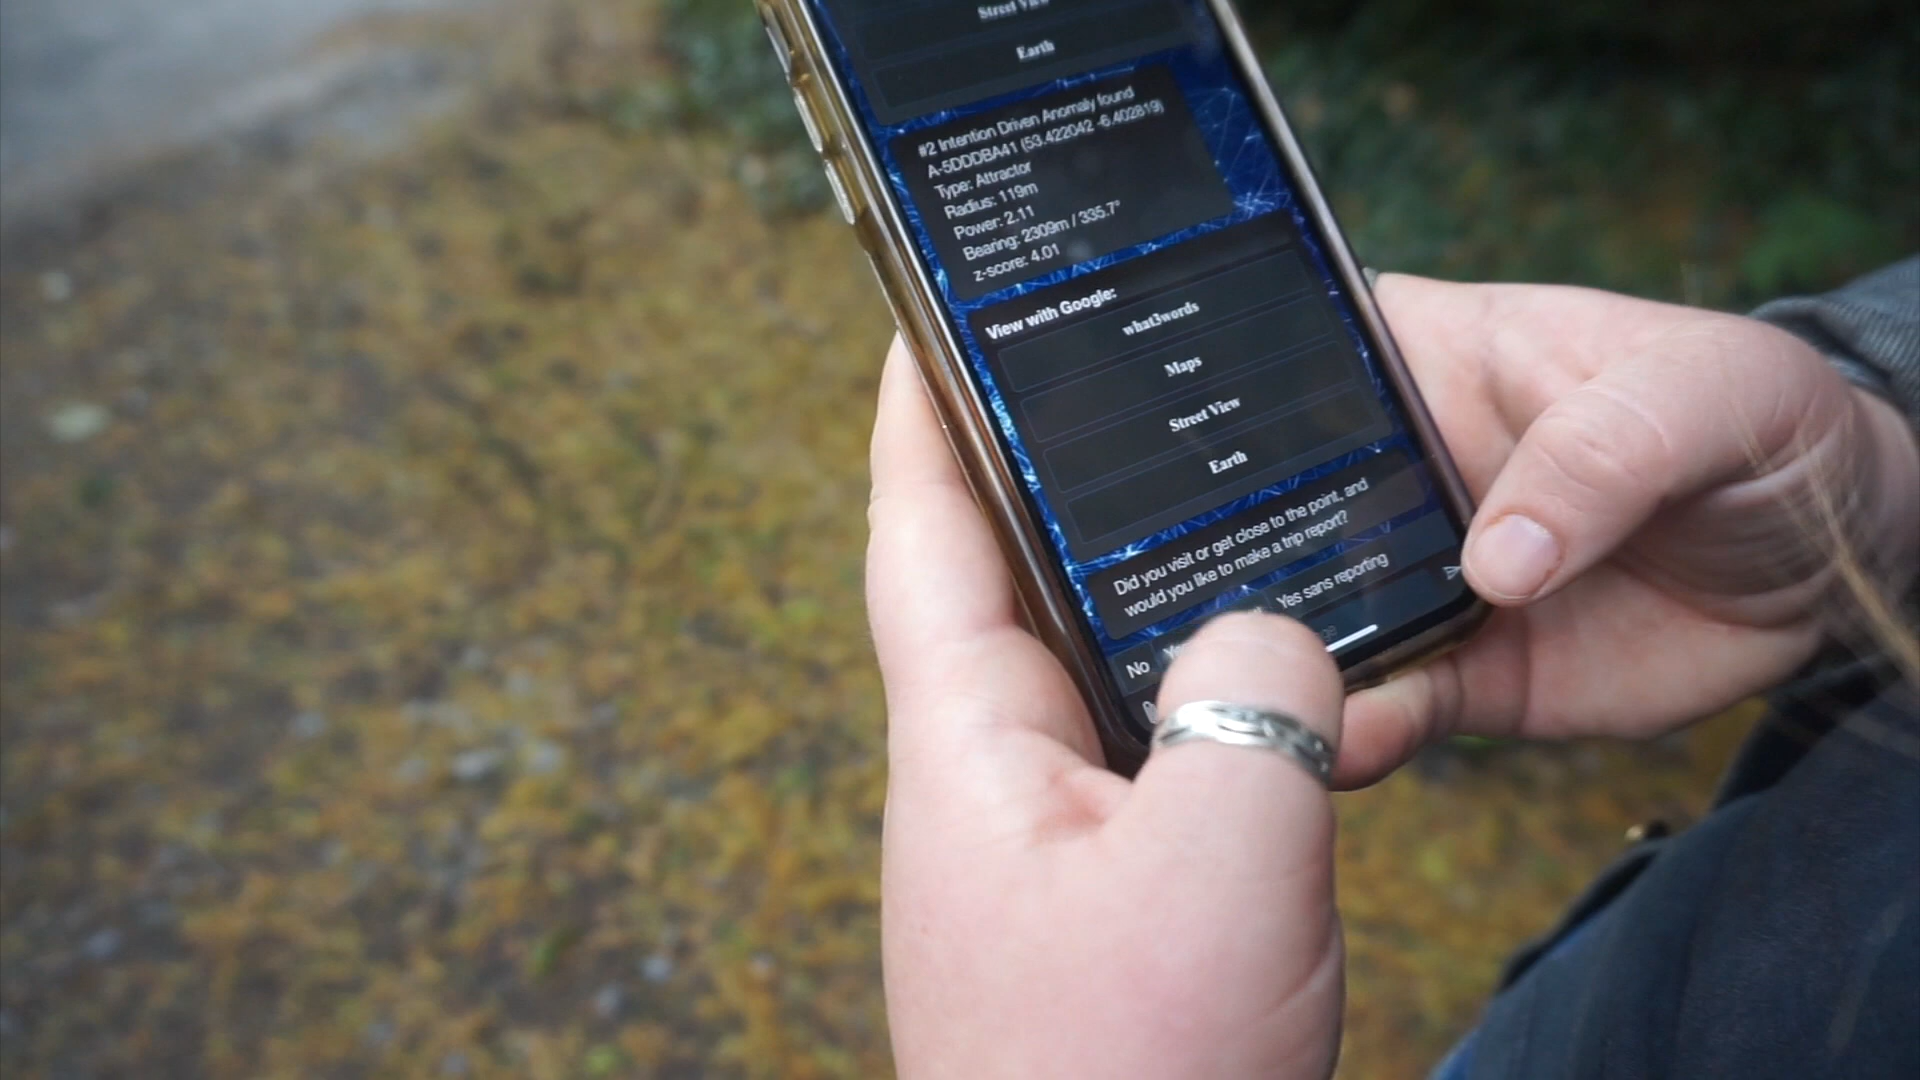 Street View
Earth
#2 Intention Driven Anomaly found
A-5DDDBA41 (53.422042 -6.402819)
Type: Attractor
Radius: 119m
Power: 2.11
Bearing: 2309m / 335.7°
z-score: 4.01
View with Google:
what3words
Maps
Street View
Earth
Did you visit or get close to the point, and
would you like to make a trip report?
No Yes sans reporting